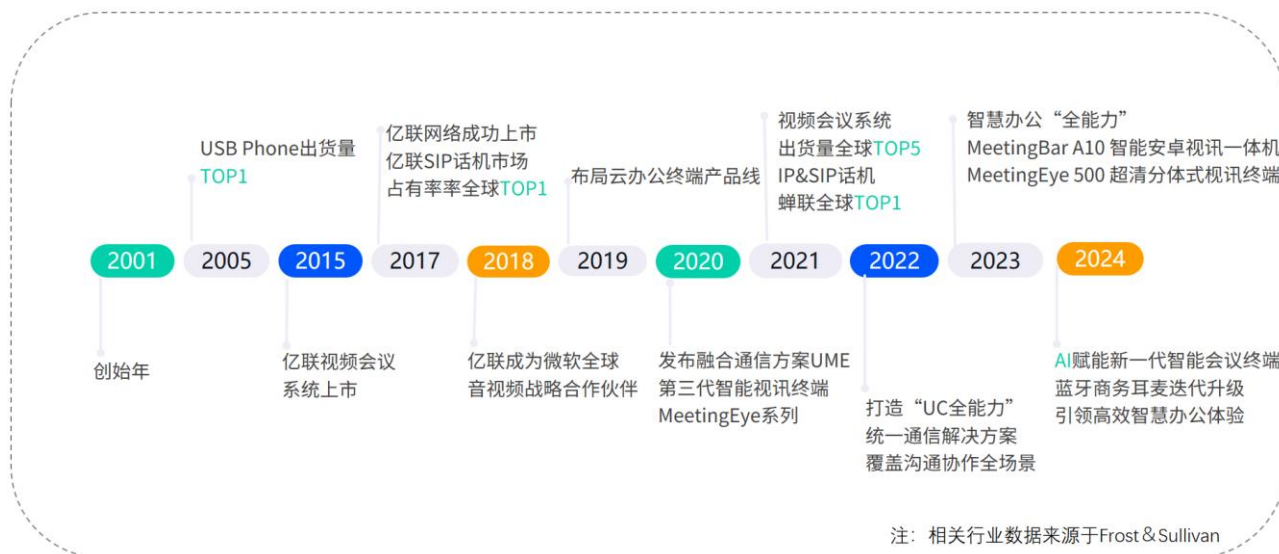 USB Phone出货量
TOP1
亿联网络成功上市
亿联SIP话机市场
占有率率全球TOP1
布局云办公终端产品线
视频会议系统
出货量全球TOP5
IP&SIP话机
蝉联全球TOP1
智慧办公“全能力”
MeetingBar A10 智能安卓视讯一体机
MeetingEye 500 超清分体式视讯终端
2001
2005
2015
2017
2018
2019
2020
2021
2022
2023
2024
创始年
亿联视频会议
系统上市
亿联成为微软全球
音视频战略合作伙伴
发布融合通信方案UME
第三代智能视讯终端
MeetingEye系列
打造“UC全能力”
统一通信解决方案
覆盖沟通协作全场景
AI赋能新一代智能会议终端
蓝牙商务耳麦迭代升级
引领高效智慧办公体验
注：相关行业数据来源于Frost＆Sullivan